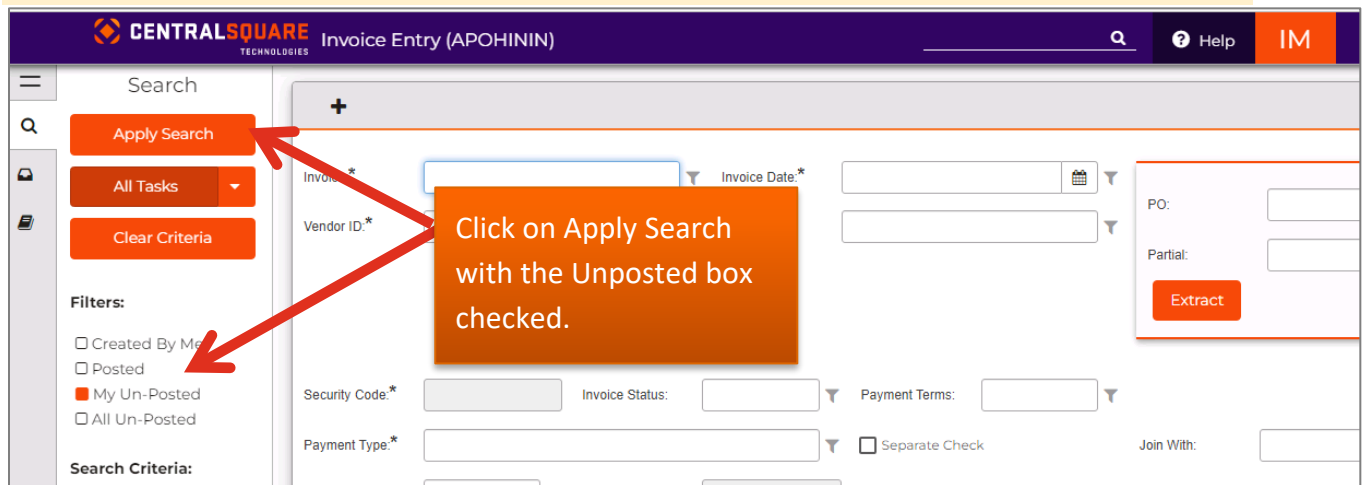 CENTRALSQUARE
TECHNOLOGIES
Invoice Entry (APOHININ)
Help
IM
Search
Apply Search
All Tasks
Clear Criteria
Filters:
Created By Me
Posted
My Un-Posted
All Un-Posted
Search Criteria:
Invoice Date:*
Vendor ID:*
Click on Apply Search
with the Unposted box
checked.
PO:
Partial:
Extract
Security Code:*
Invoice Status:
Payment Terms:
Payment Type:*
Separate Check
Join With: